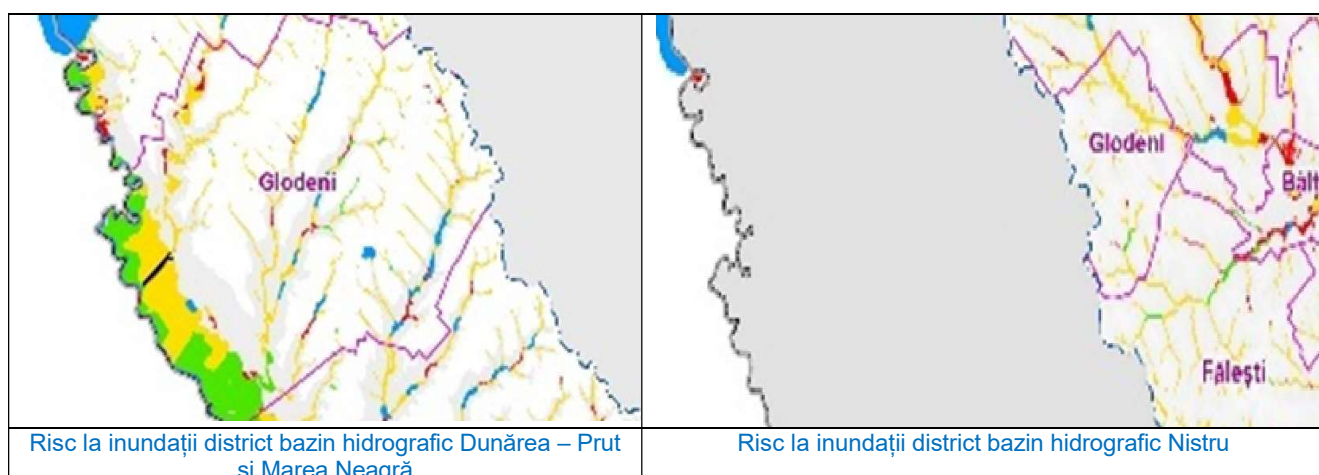 Glodeni
Glodeni
Bălt
Fălești
Risc la inundații district bazin hidrografic Dunărea – Prut
și Marea Neagră
Risc la inundații district bazin hidrografic Nistru